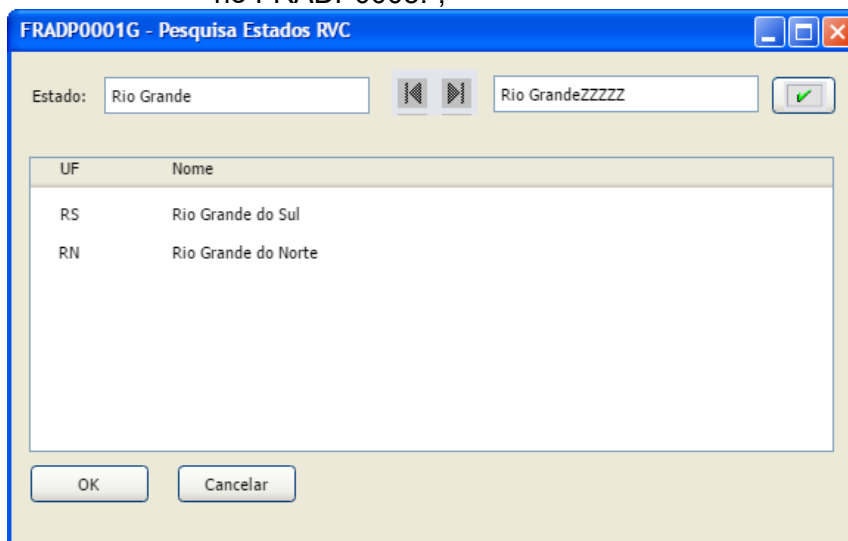 FRADP0001G - Pesquisa Estados RVC
Estado: Rio Grande Rio GrandeZZZZZ
UF Nome
RS Rio Grande do Sul
RN Rio Grande do Norte
OK Cancelar